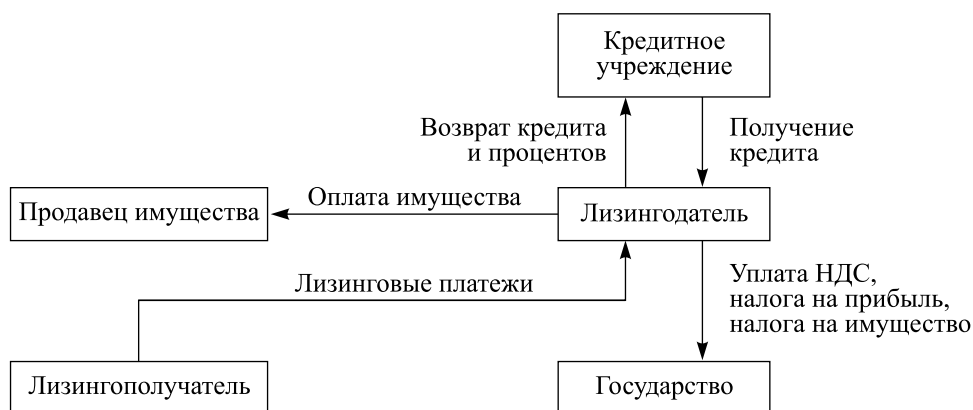 Кредитное
учреждение
Возврат кредита
и процентов
Получение
кредита
Продавец имущества
Оплата имущества
Лизингодатель
Лизинговые платежи
Уплата НДС,
налога на прибыль,
налога на имущество
Лизингополучатель
Государство